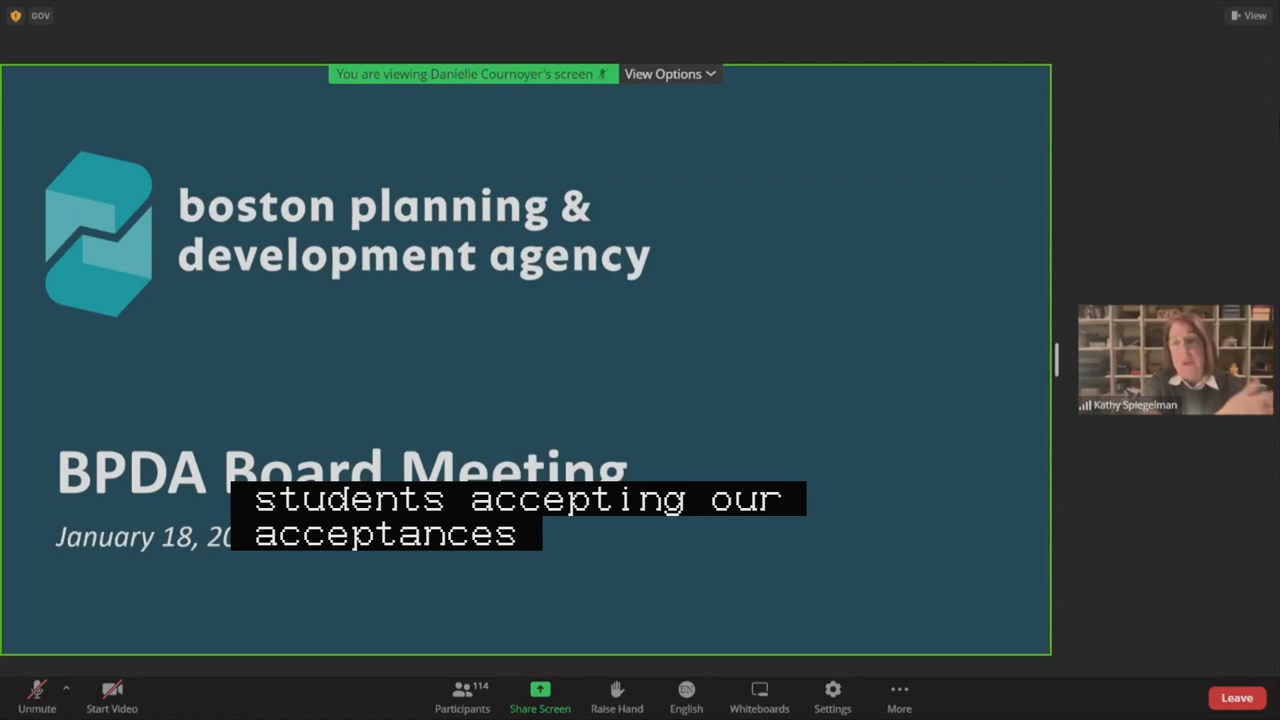 GOV
View
You are viewing Danielle Cournoyer's screen
View Options
boston planning &
development agency
BPDA Board Meeting
January 18, 20
students accepting our
acceptances
Kathy Spiegelman
Unmute
Start Video
Participants
114
Share Screen
Raise Hand
EN
English
Whiteboards
Settings
More
Leave